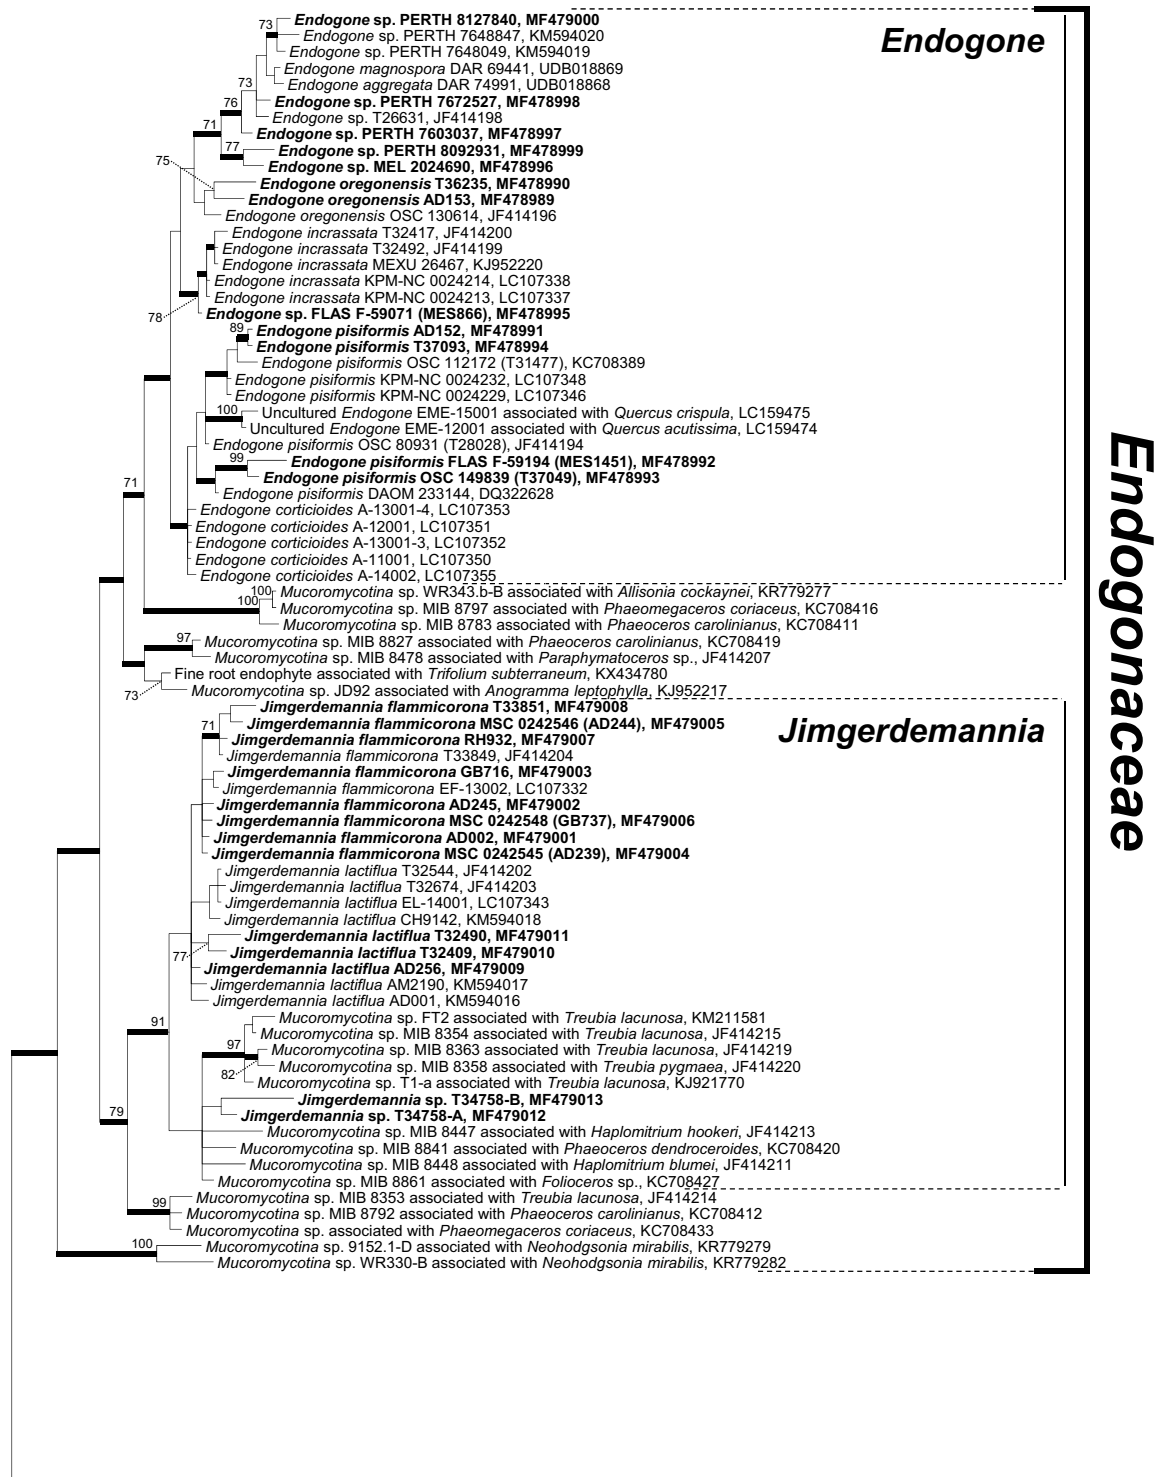 73
Endogone sp. PERTH 8127840, MF479000
Endogone sp. PERTH 7648847, KM594020
Endogone
Endogone sp. PERTH 7648049, KM594019
Endogone magnospora DAR 69441, UDB018869
73
Endogone aggregata DAR 74991, UDB018868
76
Endogone sp. PERTH 7672527, MF478998
Endogone sp. T26631, JF414198
71
Endogone sp. PERTH 7603037, MF478997
77
Endogone sp. PERTH 8092931, MF478999
75
Endogone sp. MEL 2024690, MF478996
Endogone oregonensis T36235, MF478990
Endogone oregonensis AD153, MF478989
Endogone oregonensis OSC 130614, JF414196
Endogone incrassata T32417, JF414200
Endogone incrassata T32492, JF414199
Endogone incrassata MEXU 26467, KJ952220
Endogone incrassata KPM-NC 0024214, LC107338
Endogone incrassata KPM-NC 0024213, LC107337
78
Endogone sp. FLAS F-59071 (MES866), MF478995
89
Endogone pisiformis AD152, MF478991
Endogone pisiformis T37093, MF478994
Endogone pisiformis OSC 112172 (T31477), KC708389
Endogone pisiformis KPM-NC 0024232, LC107348
Endogone pisiformis KPM-NC 0024229, LC107346
100
Uncultured Endogone EME-15001 associated with Quercus crispula, LC159475
Uncultured Endogone EME-12001 associated with Quercus acutissima, LC159474
Endogone pisiformis OSC 80931 (T28028), JF414194
99
Endogone pisiformis FLAS F-59194 (MES1451), MF478992
Endogone pisiformis OSC 149839 (T37049), MF478993
71
Endogone pisiformis DAOM 233144, DQ322628
Endogone corticioides A-13001-4, LC107353
Endogone corticioides A-12001, LC107351
Endogone corticioides A-13001-3, LC107352
Endogone corticioides A-11001, LC107350
Endogone corticioides A-14002, LC107355
100
Mucoromycotina sp. WR343.b-B associated with Allisonia cockaynei, KR779277
100
Mucoromycotina sp. MIB 8797 associated with Phaeomegaceros coriaceus, KC708416
Mucoromycotina sp. MIB 8783 associated with Phaeoceros carolinianus, KC708411
97
Mucoromycotina sp. MIB 8827 associated with Phaeoceros carolinianus, KC708419
Mucoromycotina sp. MIB 8478 associated with Paraphymatoceros sp., JF414207
Fine root endophyte associated with Trifolium subterraneum, KX434780
73
Mucoromycotina sp. JD92 associated with Anogramma leptophylla, KJ952217
Endogonaceae
Jimgerdemannia flammicorona T33851, MF479008
71
Jimgerdemannia flammicorona MSC 0242546 (AD244), MF479005
Jimgerdemannia
Jimgerdemannia flammicorona RH932, MF479007
Jimgerdemannia flammicorona T33849, JF414204
Jimgerdemannia flammicorona GB716, MF479003
Jimgerdemannia flammicorona EF-13002, LC107332
Jimgerdemannia flammicorona AD245, MF479002
Jimgerdemannia flammicorona MSC 0242548 (GB737), MF479006
Jimgerdemannia flammicorona AD002, MF479001
Jimgerdemannia flammicorona MSC 0242545 (AD239), MF479004
Jimgerdemannia lactiflua T32544, JF414202
Jimgerdemannia lactiflua T32674, JF414203
Jimgerdemannia lactiflua EL-14001, LC107343
Jimgerdemannia lactiflua CH9142, KM594018
Jimgerdemannia lactiflua T32490, MF479011
77
Jimgerdemannia lactiflua T32409, MF479010
Jimgerdemannia lactiflua AD256, MF479009
Jimgerdemannia lactiflua AM2190, KM594017
Jimgerdemannia lactiflua AD001, KM594016
91
Mucoromycotina sp. FT2 associated with Treubia lacunosa, KM211581
Mucoromycotina sp. MIB 8354 associated with Treubia lacunosa, JF414215
97
Mucoromycotina sp. MIB 8363 associated with Treubia lacunosa, JF414219
82
Mucoromycotina sp. MIB 8358 associated with Treubia pygmaea, JF414220
Mucoromycotina sp. T1-a associated with Treubia lacunosa, KJ921770
Jimgerdemannia sp. T34758-B, MF479013
79
Jimgerdemannia sp. T34758-A, MF479012
Mucoromycotina sp. MIB 8447 associated with Haplomitrium hookeri, JF414213
Mucoromycotina sp. MIB 8841 associated with Phaeoceros dendroceroides, KC708420
Mucoromycotina sp. MIB 8448 associated with Haplomitrium blumei, JF414211
Mucoromycotina sp. MIB 8861 associated with Folioceros sp., KC708427
99
Mucoromycotina sp. MIB 8353 associated with Treubia lacunosa, JF414214
Mucoromycotina sp. MIB 8792 associated with Phaeoceros carolinianus, KC708412
Mucoromycotina sp. associated with Phaeomegaceros coriaceus, KC708433
100
Mucoromycotina sp. 9152.1-D associated with Neohodgsonia mirabilis, KR779279
Mucoromycotina sp. WR330-B associated with Neohodgsonia mirabilis, KR779282